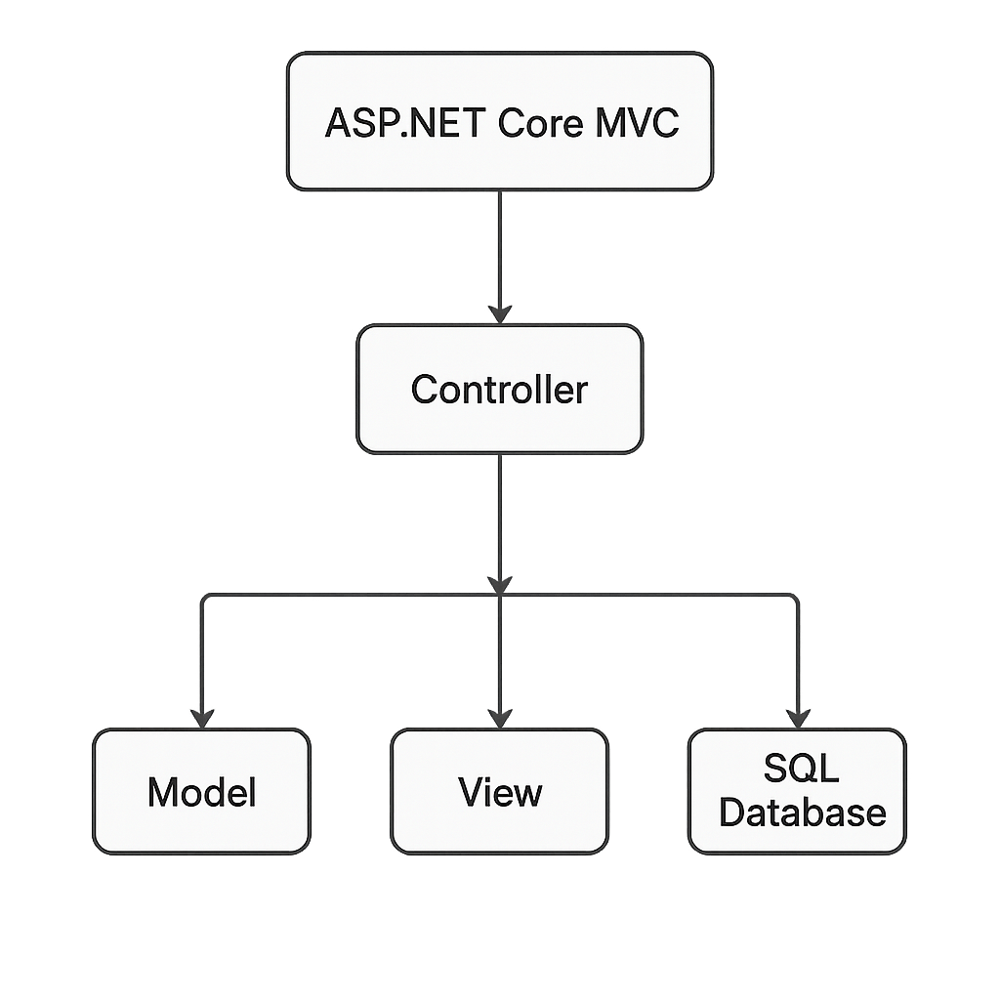 ASP.NET Core MVC
Controller
Model
View
SQL
Database